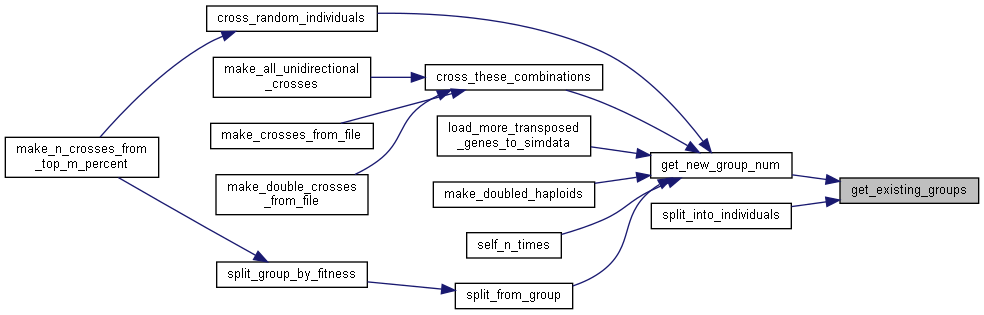 cross_random_individuals
make_all_unidirectional
_crosses
cross_these_combinations
make_crosses_from_file
load_more_transposed
_genes_to_simdata
make_n_crosses_from
_top_m_percent
get_new_group_num
make_double_crosses
_from_file
make_doubled_haploids
get_existing_groups
split_into_individuals
self_n_times
split_group_by_fitness
split_from_group